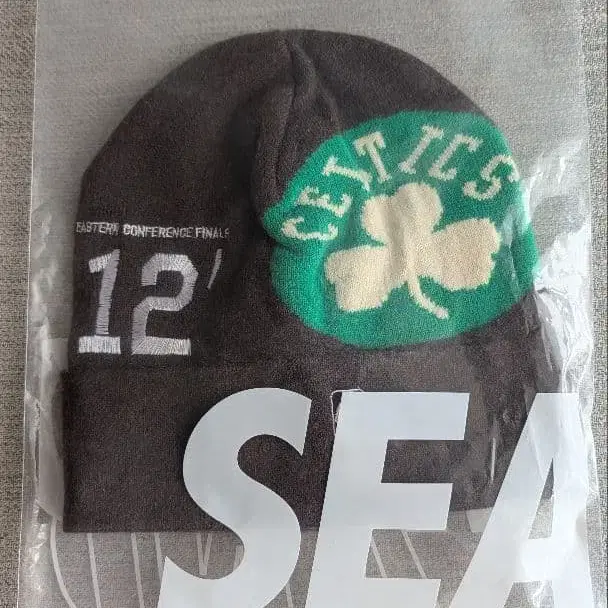 CELTICS
EASTERN CONFERENCE FINALS
12'
SEA